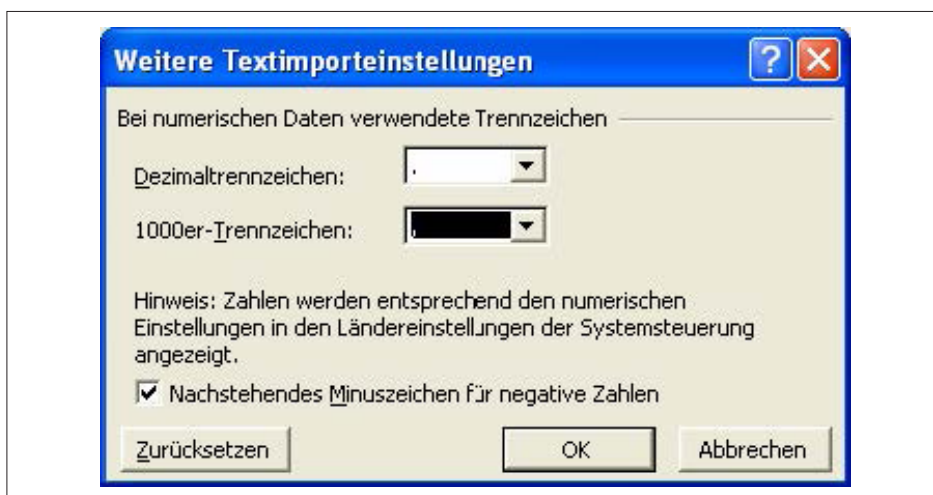 Weitere Textimporteinstellungen
Bei numerischen Daten verwendete Trennzeichen
Dezimaltrennzeichen: .
1000er-Trennzeichen: ,
Hinweis: Zahlen werden entsprechend den numerischen
Einstellungen in den Ländereinstellungen der Systemsteuerung
angezeigt.
Nachstehendes Minuszeichen für negative Zahlen
Zurücksetzen OK Abbrechen